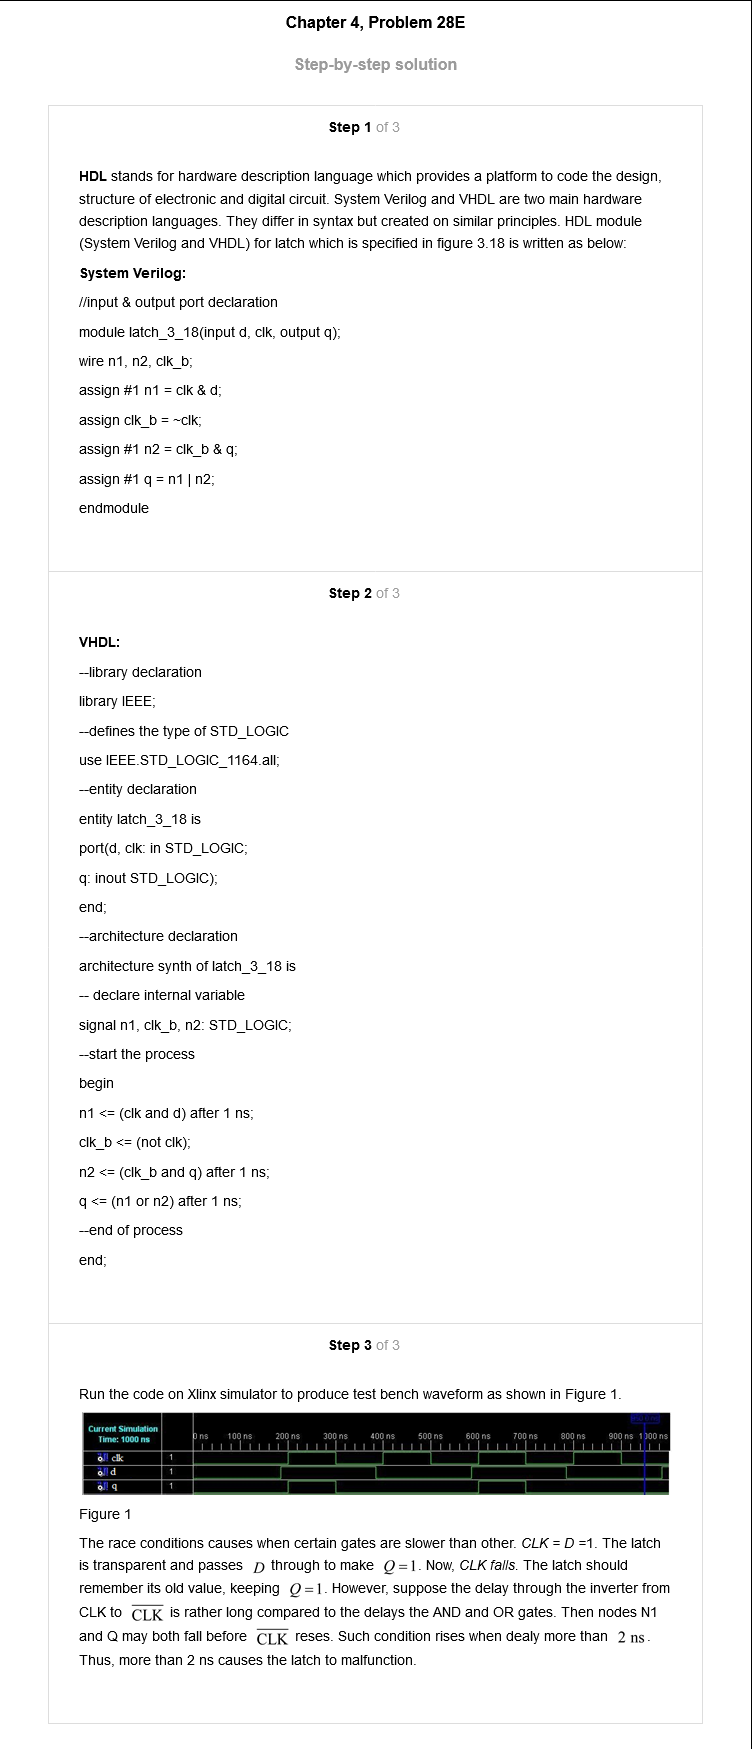 Chapter 4, Problem 28E
Step-by-step solution
Step 1 of 3
HDL stands for hardware description language which provides a platform to code the design,
structure of electronic and digital circuit. System Verilog and VHDL are two main hardware
description languages. They differ in syntax but created on similar principles. HDL module
(System Verilog and VHDL) for latch which is specified in figure 3.18 is written as below:
System Verilog:
//input & output port declaration
module latch_3_18(input d, clk, output q);
wire n1, n2, clk_b;
assign #1 n1 = clk & d;
assign clk_b = ~clk;
assign #1 n2 = clk_b & q;
assign #1 q = n1 | n2;
endmodule
Step 2 of 3
VHDL:
--library declaration
library IEEE;
--defines the type of STD_LOGIC
use IEEE.STD_LOGIC_1164.all;
--entity declaration
entity latch_3_18 is
port(d, clk: in STD_LOGIC;
q: inout STD_LOGIC);
end;
--architecture declaration
architecture synth of latch_3_18 is
-- declare internal variable
signal n1, clk_b, n2: STD_LOGIC;
--start the process
begin
n1 <= (clk and d) after 1 ns;
clk_b <= (not clk);
n2 <= (clk_b and q) after 1 ns;
q <= (n1 or n2) after 1 ns;
--end of process
end;
Step 3 of 3
Run the code on Xlinx simulator to produce test bench waveform as shown in Figure 1.
Current Simulation
Time: 1000 ns
0 ns 100 ns 200 ns 300 ns 400 ns 500 ns 600 ns 700 ns 800 ns 900 ns 1000 ns
clk 1
d 1
q 1
Figure 1
The race conditions causes when certain gates are slower than other. CLK = D =1. The latch
is transparent and passes D through to make Q=1. Now, CLK falls. The latch should
remember its old value, keeping Q=1. However, suppose the delay through the inverter from
CLK to C̅L̅K̅ is rather long compared to the delays the AND and OR gates. Then nodes N1
and Q may both fall before C̅L̅K̅ reses. Such condition rises when dealy more than 2 ns.
Thus, more than 2 ns causes the latch to malfunction.